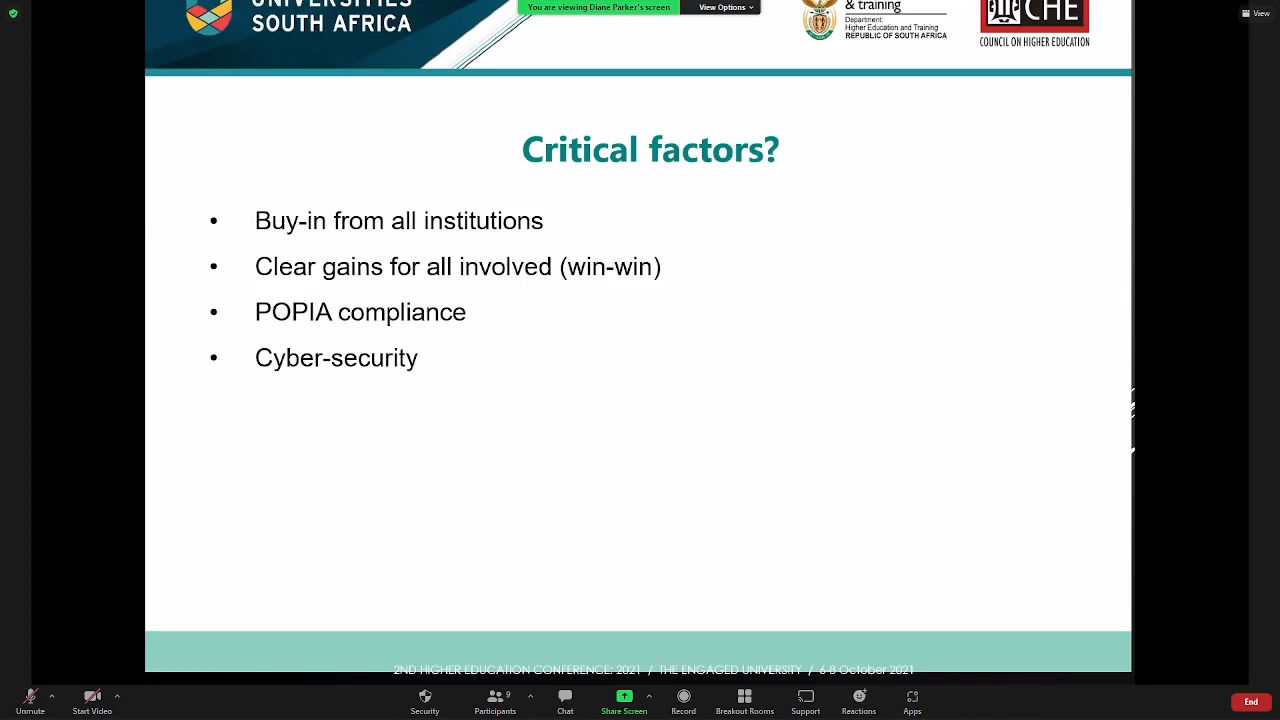 UNIVERSITIES
SOUTH AFRICA
You are viewing Diane Parker's screen
View Options
& training
Department:
Higher Education and Training
REPUBLIC OF SOUTH AFRICA
CHE
COUNCIL ON HIGHER EDUCATION
View
Critical factors?
• Buy-in from all institutions
• Clear gains for all involved (win-win)
• POPIA compliance
• Cyber-security
2ND HIGHER EDUCATION CONFERENCE: 2021 / THE ENGAGED UNIVERSITY / 6-8 October 2021
Unmute
Start Video
Security
Participants
9
Chat
Share Screen
Record
Breakout Rooms
Support
Reactions
Apps
End